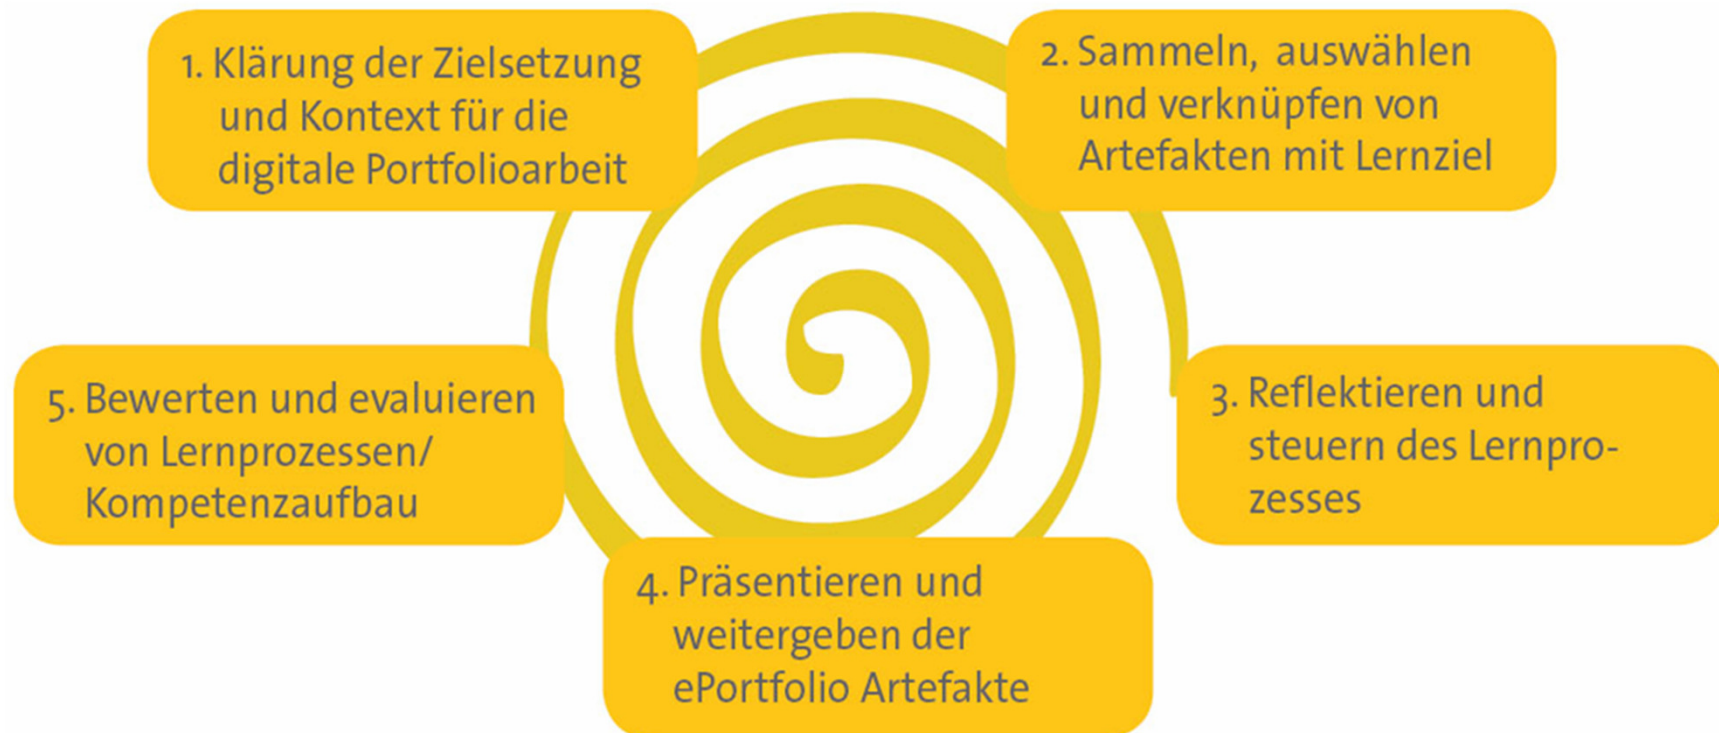 1. Klärung der Zielsetzung
und Kontext für die
digitale Portfolioarbeit
2. Sammeln, auswählen
und verknüpfen von
Artefakten mit Lernziel
3. Reflektieren und
steuern des Lernpro-
zesses
4. Präsentieren und
weitergeben der
ePortfolio Artefakte
5. Bewerten und evaluieren
von Lernprozessen/
Kompetenzaufbau